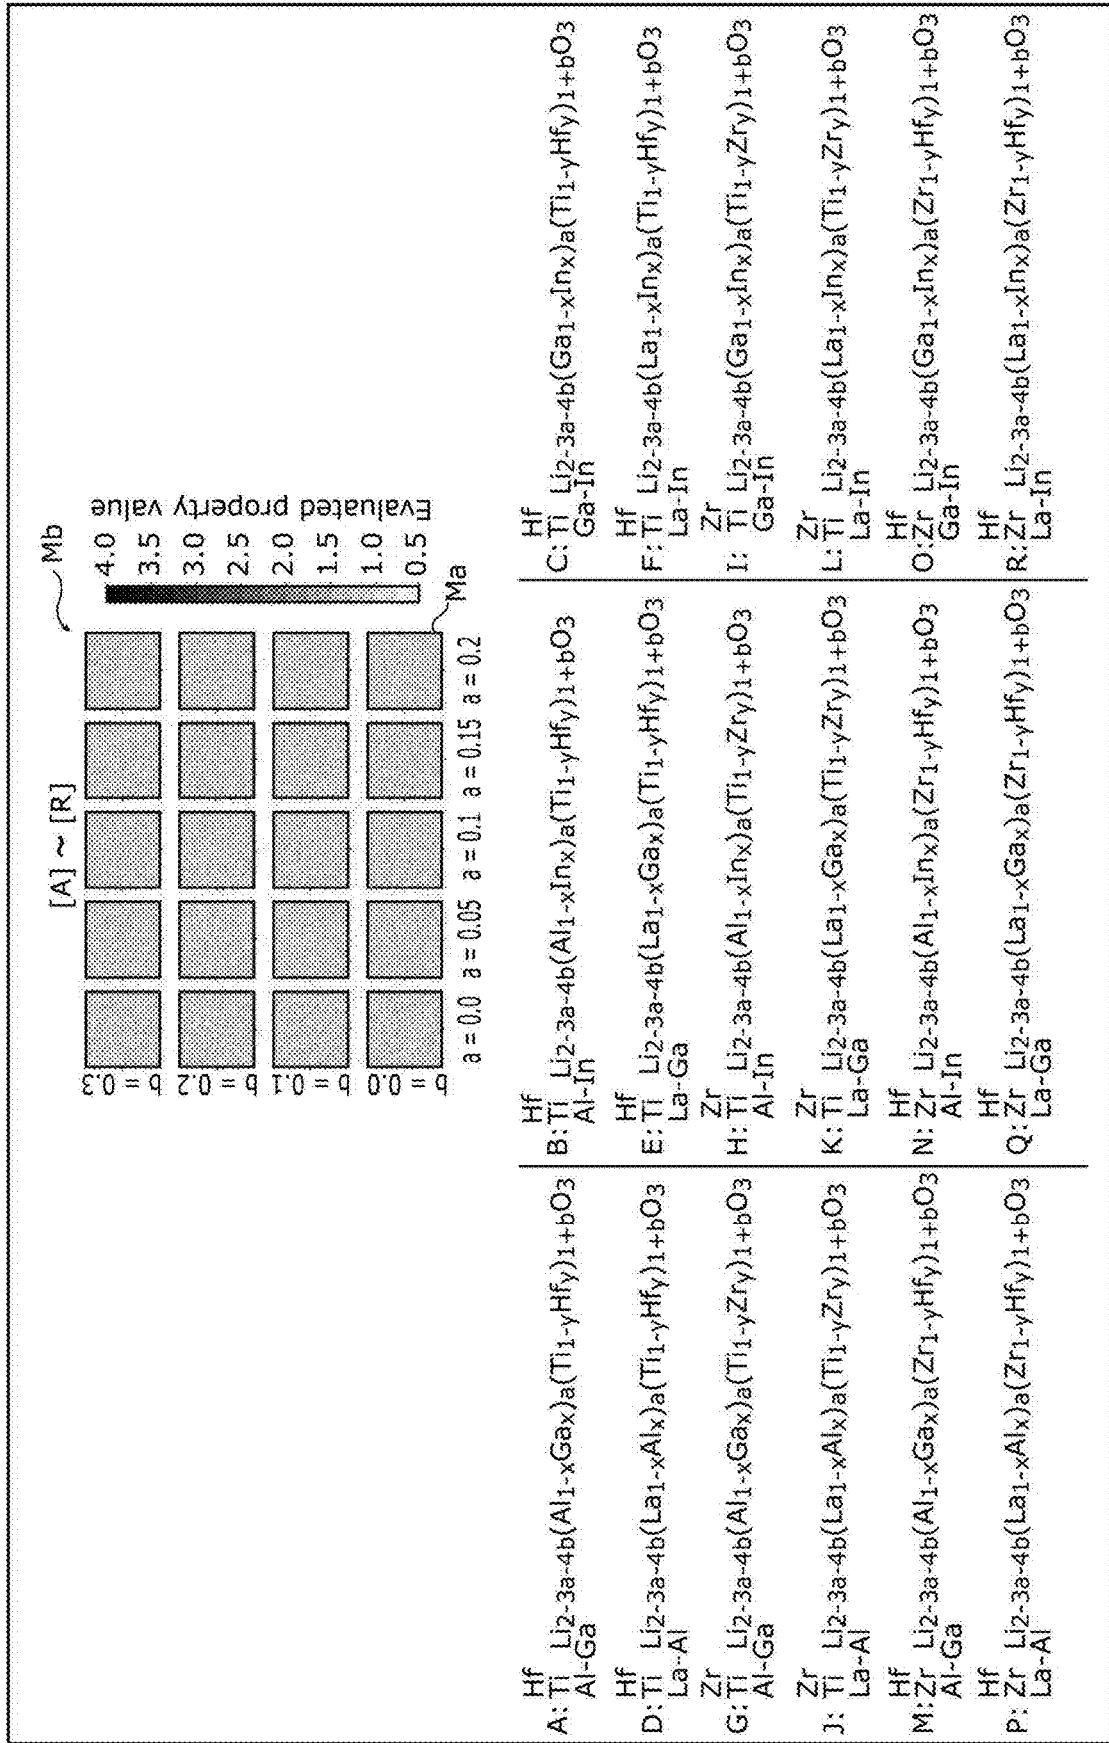 [A] ~ [R]
Mb
b = 0.3
b = 0.2
b = 0.1
b = 0.0
a = 0.0 a = 0.05 a = 0.1 a = 0.15 a = 0.2
4.0
3.5
3.0
2.5
2.0
1.5
1.0
0.5
Evaluated property value
Ma
Hf
A: Ti Li2-3a-4b(Al1-xGax)a(Ti1-yHfy)1+bO3
Al-Ga
Hf
B: Ti Li2-3a-4b(Al1-xInx)a(Ti1-yHfy)1+bO3
Al-In
Hf
C: Ti Li2-3a-4b(Ga1-xInx)a(Ti1-yHfy)1+bO3
Ga-In
Hf
D: Ti Li2-3a-4b(La1-xAlx)a(Ti1-yHfy)1+bO3
La-Al
Hf
E: Ti Li2-3a-4b(La1-xGax)a(Ti1-yHfy)1+bO3
La-Ga
Hf
F: Ti Li2-3a-4b(La1-xInx)a(Ti1-yHfy)1+bO3
La-In
Zr
G: Ti Li2-3a-4b(Al1-xGax)a(Ti1-yZry)1+bO3
Al-Ga
Zr
H: Ti Li2-3a-4b(Al1-xInx)a(Ti1-yZry)1+bO3
Al-In
Zr
I: Ti Li2-3a-4b(Ga1-xInx)a(Ti1-yZry)1+bO3
Ga-In
Zr
J: Ti Li2-3a-4b(La1-xAlx)a(Ti1-yZry)1+bO3
La-Al
Zr
K: Ti Li2-3a-4b(La1-xGax)a(Ti1-yZry)1+bO3
La-Ga
Zr
L: Ti Li2-3a-4b(La1-xInx)a(Ti1-yZry)1+bO3
La-In
Hf
M: Zr Li2-3a-4b(Al1-xGax)a(Zr1-yHfy)1+bO3
Al-Ga
Hf
N: Zr Li2-3a-4b(Al1-xInx)a(Zr1-yHfy)1+bO3
Al-In
Hf
O: Zr Li2-3a-4b(Ga1-xInx)a(Zr1-yHfy)1+bO3
Ga-In
Hf
P: Zr Li2-3a-4b(La1-xAlx)a(Zr1-yHfy)1+bO3
La-Al
Hf
Q: Zr Li2-3a-4b(La1-xGax)a(Zr1-yHfy)1+bO3
La-Ga
Hf
R: Zr Li2-3a-4b(La1-xInx)a(Zr1-yHfy)1+bO3
La-In